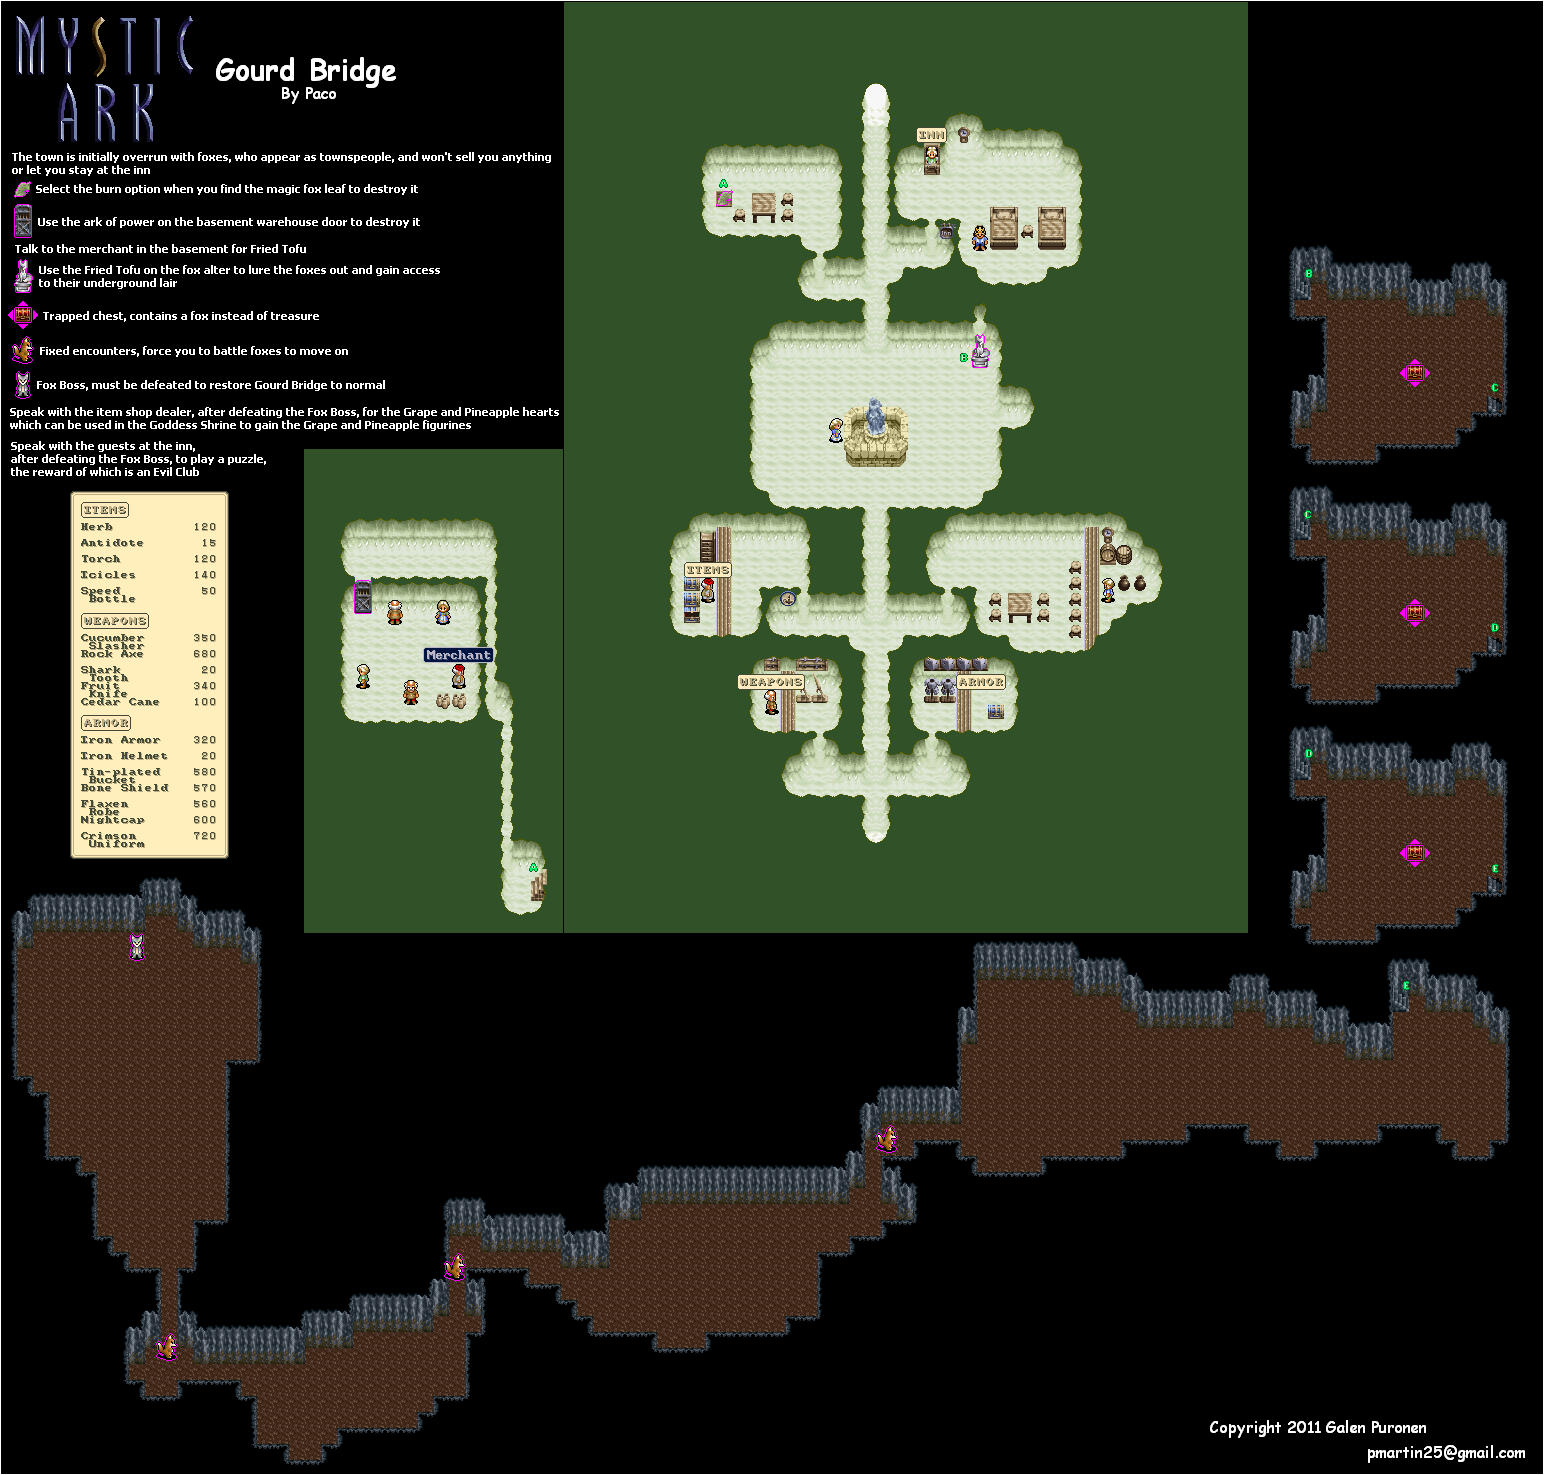 MYSTIC
ARK
Gourd Bridge
By Paco
The town is initially overrun with foxes, who appear as townspeople, and won't sell you anything
or let you stay at the inn
Select the burn option when you find the magic fox leaf to destroy it
Use the ark of power on the basement warehouse door to destroy it
Talk to the merchant in the basement for Fried Tofu
Use the Fried Tofu on the fox alter to lure the foxes out and gain access
to their underground lair
Trapped chest, contains a fox instead of treasure
Fixed encounters, force you to battle foxes to move on
Fox Boss, must be defeated to restore Gourd Bridge to normal
Speak with the item shop dealer, after defeating the Fox Boss, for the Grape and Pineapple hearts
which can be used in the Goddess Shrine to gain the Grape and Pineapple figurines
Speak with the guests at the inn,
after defeating the Fox Boss, to play a puzzle,
the reward of which is an Evil Club
ITEMS
Herb 120
Antidote 15
Torch 120
Icicles 140
Speed 50
Bottle
WEAPONS
Cucumber 350
Slasher
Rock Axe 680
Shark 20
Tooth
Fruit 340
Knife
Cedar Cane 100
ARMOR
Iron Armor 320
Iron Helmet 20
Tin-plated 580
Bucket
Bone Shield 570
Flaxen 560
Robe
Nightcap 600
Crimson 720
Uniform
Merchant
A
INN
A
Inn
B
ITEMS
WEAPONS
ARMOR
B
C
C
D
D
E
E
Copyright 2011 Galen Puronen
pmartin25@gmail.com